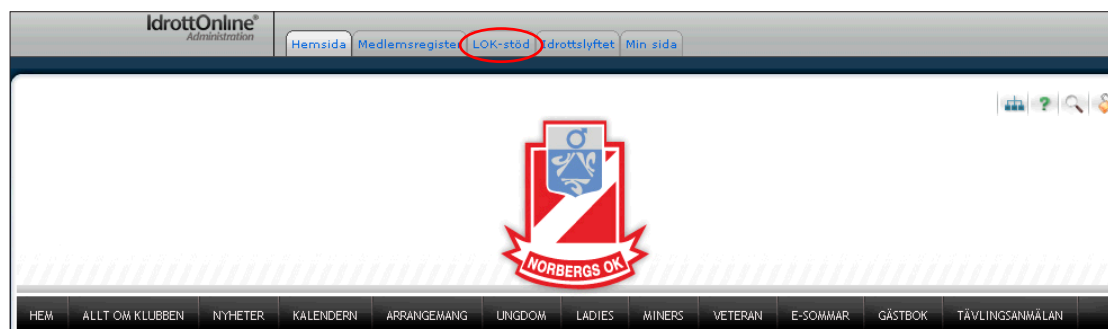 IdrottOnline®
Administration
Hemsida Medlemsregister LOK-stöd Idrottslyftet Min sida
?
NORBERGS OK
HEM ALLT OM KLUBBEN NYHETER KALENDERN ARRANGEMANG UNGDOM LADIES MINERS VETERAN E-SOMMAR GÄSTBOK TÄVLINGSANMÄLAN